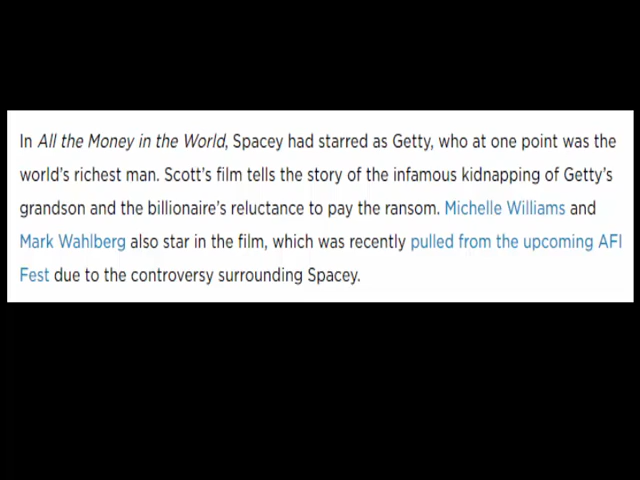 In All the Money in the World, Spacey had starred as Getty, who at one point was the
world's richest man. Scott's film tells the story of the infamous kidnapping of Getty's
grandson and the billionaire's reluctance to pay the ransom. Michelle Williams and
Mark Wahlberg also star in the film, which was recently pulled from the upcoming AFI
Fest due to the controversy surrounding Spacey.